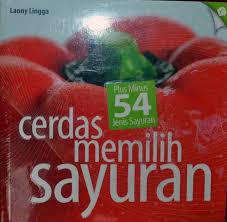 Lanny Lingga
Plus Minus
54
Jenis Sayuran
cerdas
memilih
sayuran